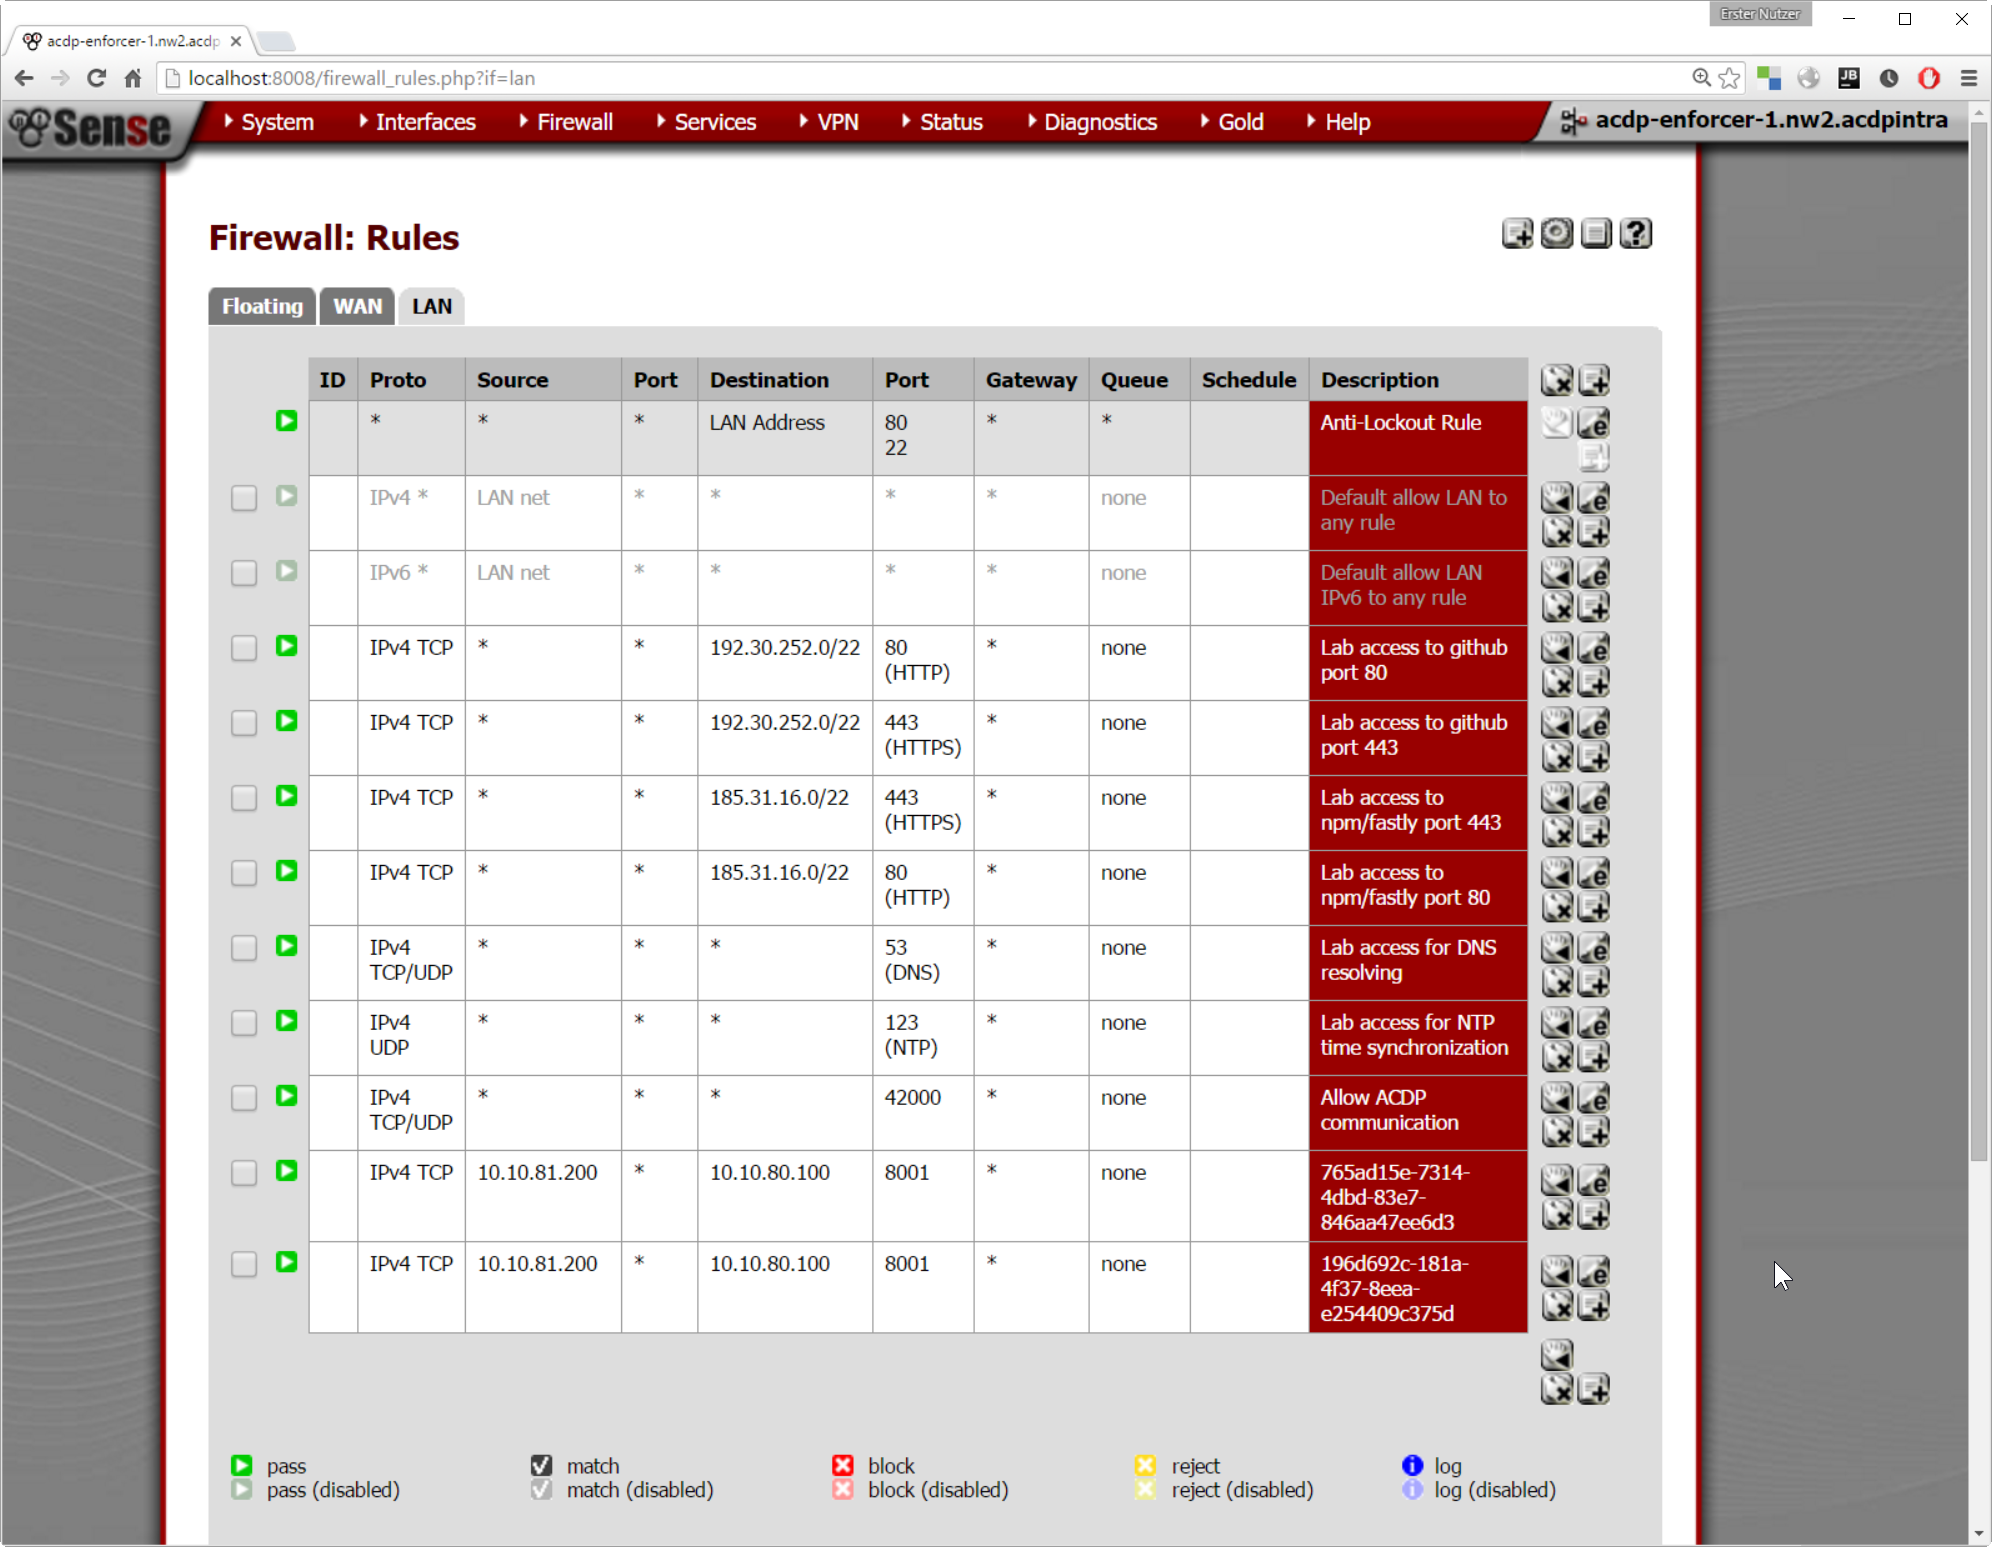 Erster Nutzer
acdp-enforcer-1.nw2.acdp
localhost:8008/firewall_rules.php?if=lan
JB
Sense System Interfaces Firewall Services VPN Status Diagnostics Gold Help acdp-enforcer-1.nw2.acdpintra
Firewall: Rules
Floating WAN LAN
ID Proto Source Port Destination Port Gateway Queue Schedule Description
* * * LAN Address 80 * * Anti-Lockout Rule
22
IPv4 * LAN net * * * * none Default allow LAN to
any rule
IPv6 * LAN net * * * * none Default allow LAN
IPv6 to any rule
IPv4 TCP * * 192.30.252.0/22 80 * none Lab access to github
(HTTP) port 80
IPv4 TCP * * 192.30.252.0/22 443 * none Lab access to github
(HTTPS) port 443
IPv4 TCP * * 185.31.16.0/22 443 * none Lab access to
(HTTPS) npm/fastly port 443
IPv4 TCP * * 185.31.16.0/22 80 * none Lab access to
(HTTP) npm/fastly port 80
IPv4 * * * 53 * none Lab access for DNS
TCP/UDP (DNS) resolving
IPv4 * * * 123 * none Lab access for NTP
UDP (NTP) time synchronization
IPv4 * * * 42000 * none Allow ACDP
TCP/UDP communication
IPv4 TCP 10.10.81.200 * 10.10.80.100 8001 * none 765ad15e-7314-
4dbd-83e7-
846aa47ee6d3
IPv4 TCP 10.10.81.200 * 10.10.80.100 8001 * none 196d692c-181a-
4f37-8eea-
e254409c375d
pass match block reject log
pass (disabled) match (disabled) block (disabled) reject (disabled) log (disabled)